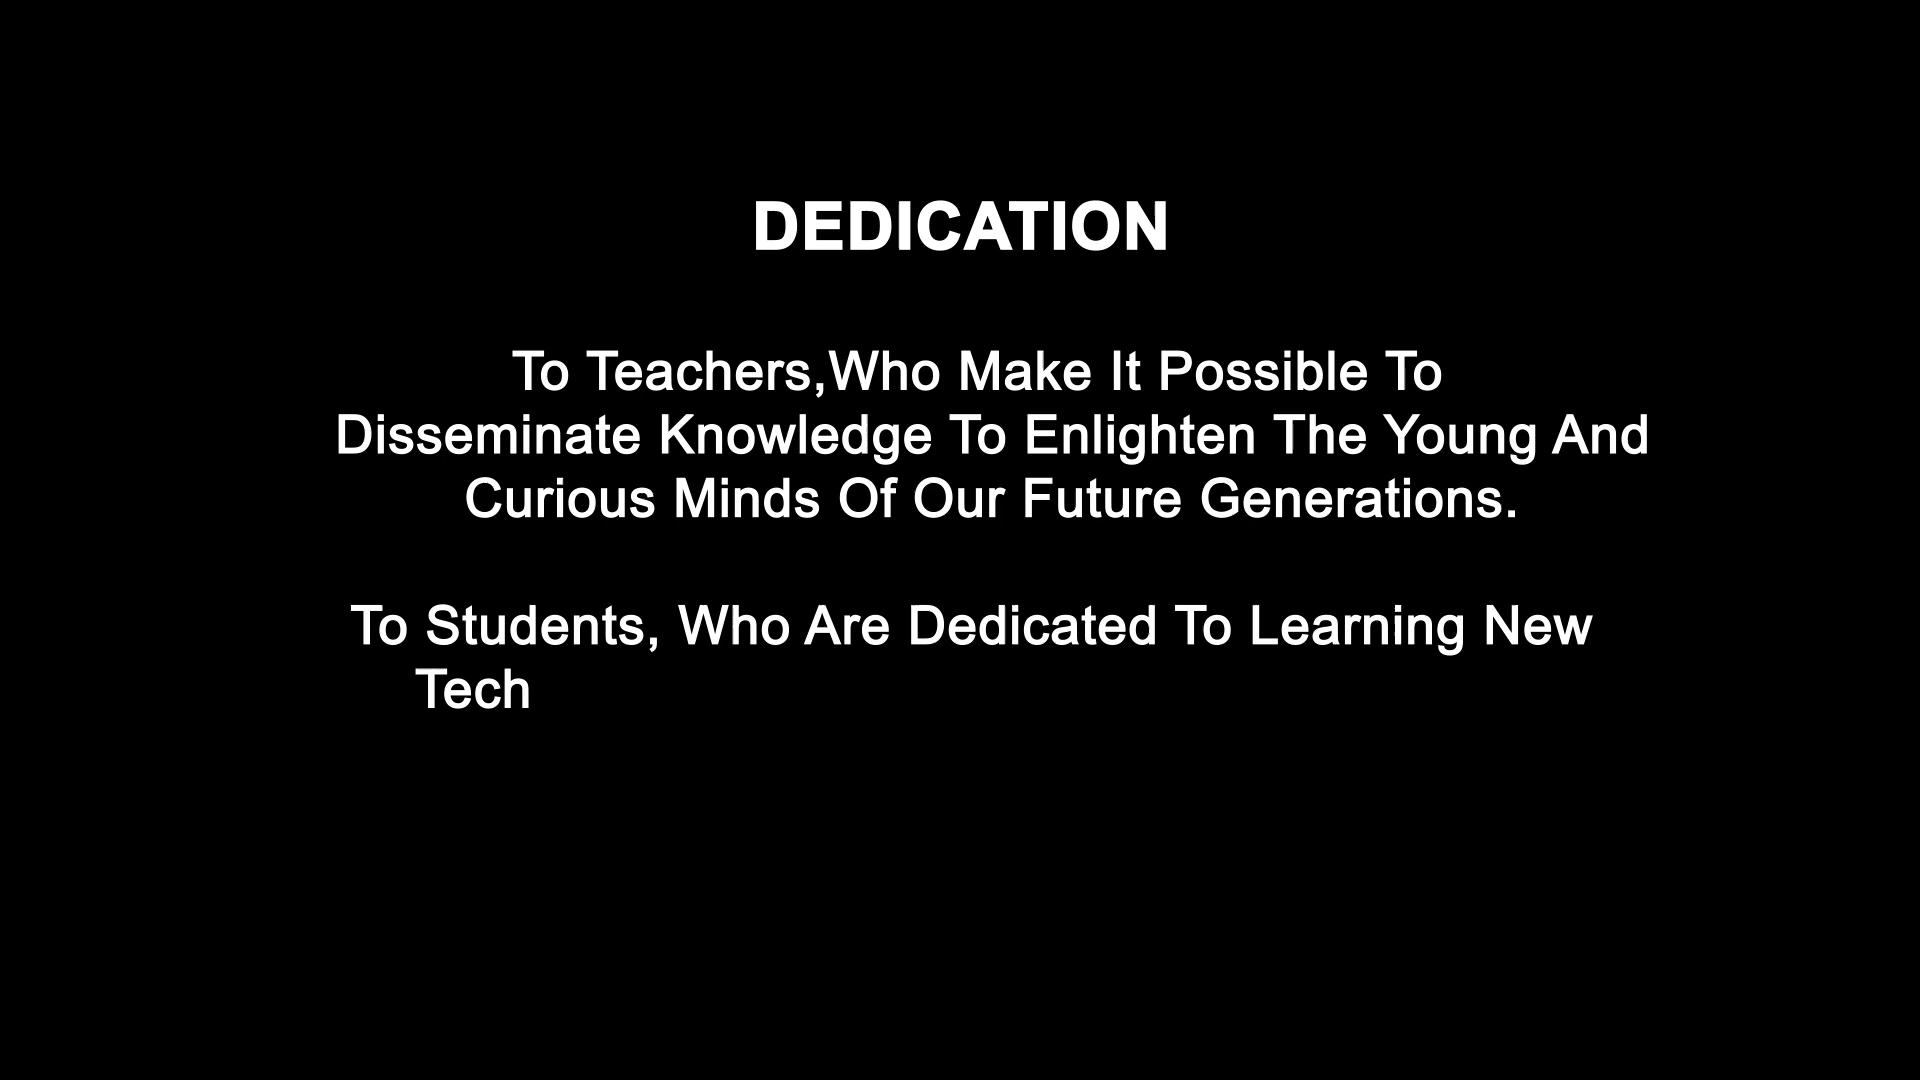 DEDICATION
To Teachers,Who Make It Possible To
Disseminate Knowledge To Enlighten The Young And
Curious Minds Of Our Future Generations.
To Students, Who Are Dedicated To Learning New
Tech